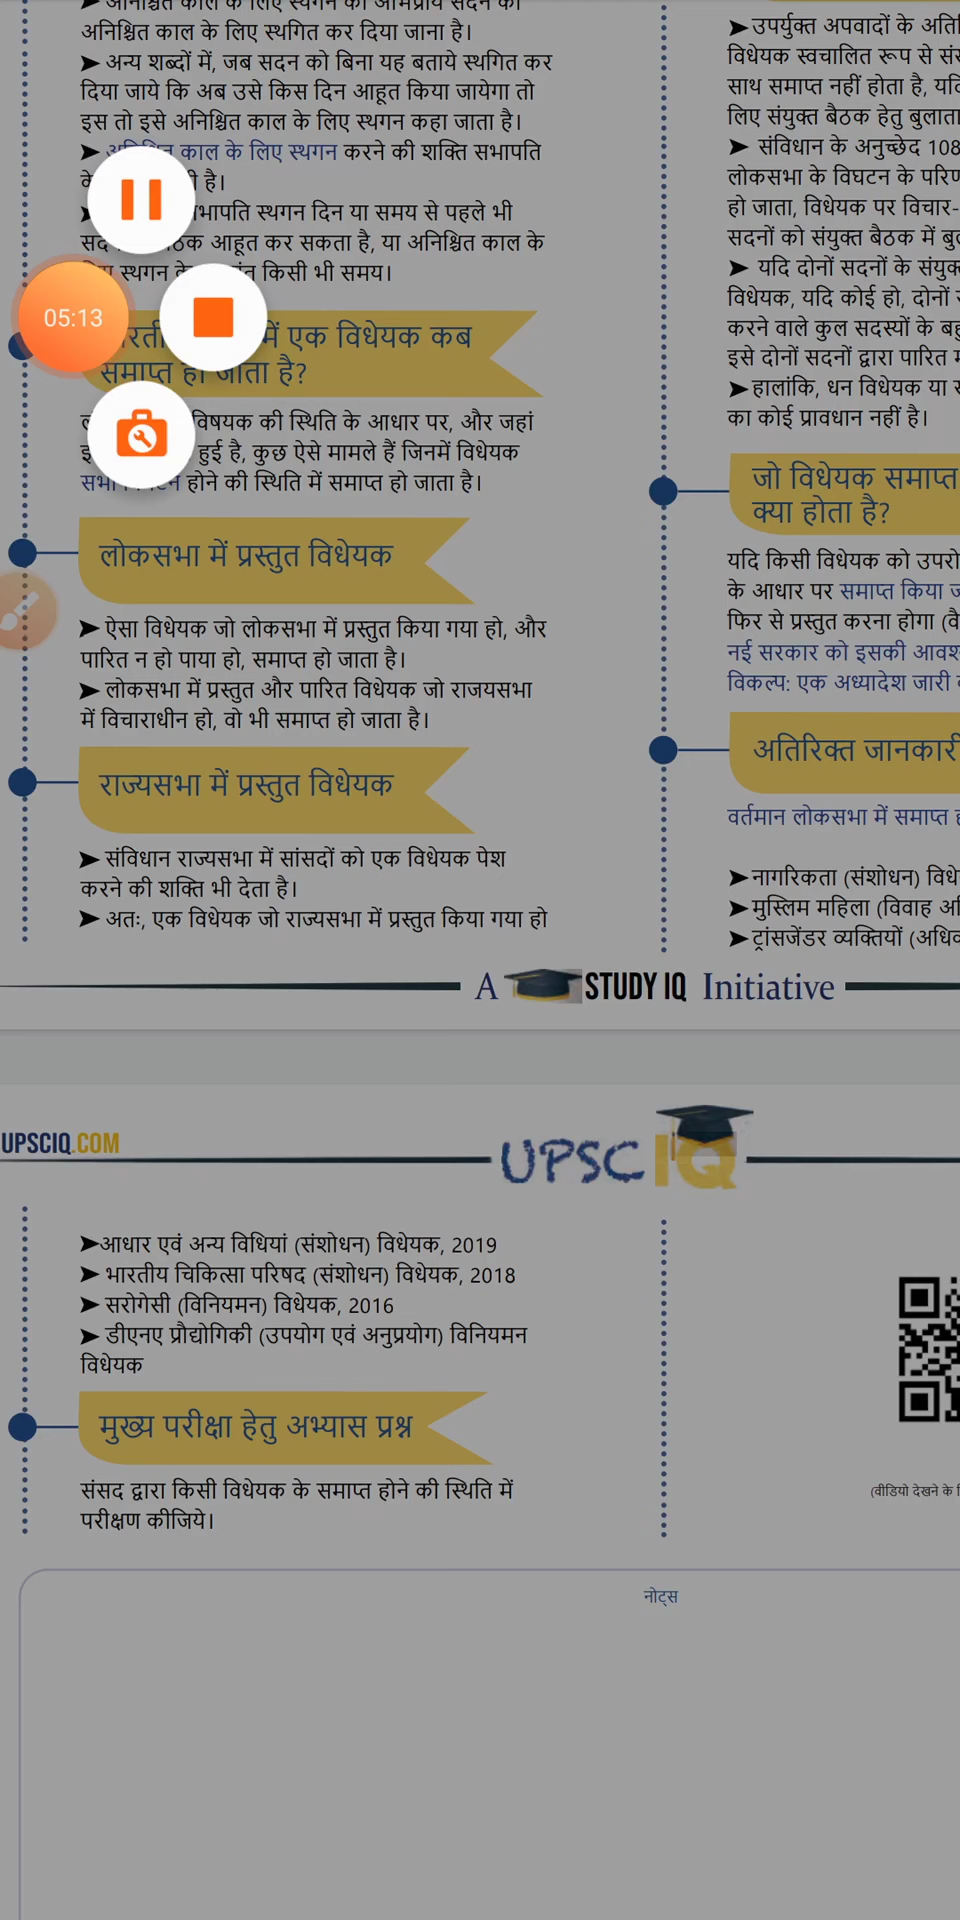 अनिश्चित काल के लिए स्थगित कर दिया जाना है।
➤ अन्य शब्दों में, जब सदन को बिना यह बताये स्थगित कर
दिया जाये कि अब उसे किस दिन आहूत किया जायेगा तो
इस तो इसे अनिश्चित काल के लिए स्थगन कहा जाता है।
➤ काल के लिए स्थगन करने की शक्ति सभापति
है।
सभापति स्थगन दिन या समय से पहले भी
आहूत कर सकता है, या अनिश्चित काल के
स्थगन किसी भी समय।
05:13
में एक विधेयक कब
समाप्त हो जाता है?
विषयक की स्थिति के आधार पर, और जहां
हुई है, कुछ ऐसे मामले हैं जिनमें विधेयक
होने की स्थिति में समाप्त हो जाता है।
लोकसभा में प्रस्तुत विधेयक
➤ ऐसा विधेयक जो लोकसभा में प्रस्तुत किया गया हो, और
पारित न हो पाया हो, समाप्त हो जाता है।
➤ लोकसभा में प्रस्तुत और पारित विधेयक जो राजयसभा
में विचाराधीन हो, वो भी समाप्त हो जाता है।
राज्यसभा में प्रस्तुत विधेयक
➤ संविधान राज्यसभा में सांसदों को एक विधेयक पेश
करने की शक्ति भी देता है।
➤ अतः, एक विधेयक जो राज्यसभा में प्रस्तुत किया गया हो
➤ उपर्युक्त अपवादों के
विधेयक स्वचालित रूप से
साथ समाप्त नहीं होता है, यदि
लिए संयुक्त बैठक हेतु बुलाता
➤ संविधान के अनुच्छेद 108
लोकसभा के विघटन के
हो जाता, विधेयक पर विचार-
सदनों को संयुक्त बैठक में
➤ यदि दोनों सदनों के
विधेयक, यदि कोई हो, दोनों
करने वाले कुल सदस्यों के
इसे दोनों सदनों द्वारा पारित
➤ हालांकि, धन विधेयक या
का कोई प्रावधान नहीं है।
जो विधेयक समाप्त
क्या होता है?
यदि किसी विधेयक को
के आधार पर समाप्त किया
फिर से प्रस्तुत करना होगा
नई सरकार को इसकी
विकल्प: एक अध्यादेश जारी
अतिरिक्त जानकारी
वर्तमान लोकसभा में समाप्त
➤ नागरिकता (संशोधन)
➤ मुस्लिम महिला (विवाह
➤ ट्रांसजेंडर व्यक्तियों
A STUDY IQ Initiative
UPSCIQ.COM
UPSC IQ
➤आधार एवं अन्य विधियां (संशोधन) विधेयक, 2019
➤ भारतीय चिकित्सा परिषद (संशोधन) विधेयक, 2018
➤ सरोगेसी (विनियमन) विधेयक, 2016
➤ डीएनए प्रौद्योगिकी (उपयोग एवं अनुप्रयोग) विनियमन
विधेयक
मुख्य परीक्षा हेतु अभ्यास प्रश्न
संसद द्वारा किसी विधेयक के समाप्त होने की स्थिति में
परीक्षण कीजिये।
(वीडियो देखने के
नोट्स